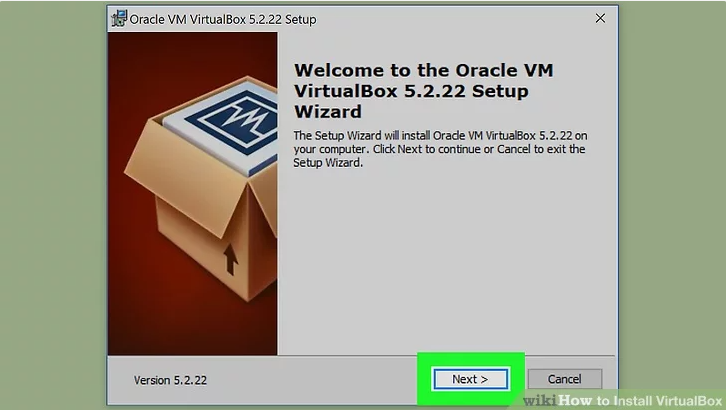 Oracle VM VirtualBox 5.2.22 Setup
Welcome to the Oracle VM
VirtualBox 5.2.22 Setup
Wizard
The Setup Wizard will install Oracle VM VirtualBox 5.2.22 on
your computer. Click Next to continue or Cancel to exit the
Setup Wizard.
Version 5.2.22
Next >
Cancel
wikiHow to Install VirtualBox